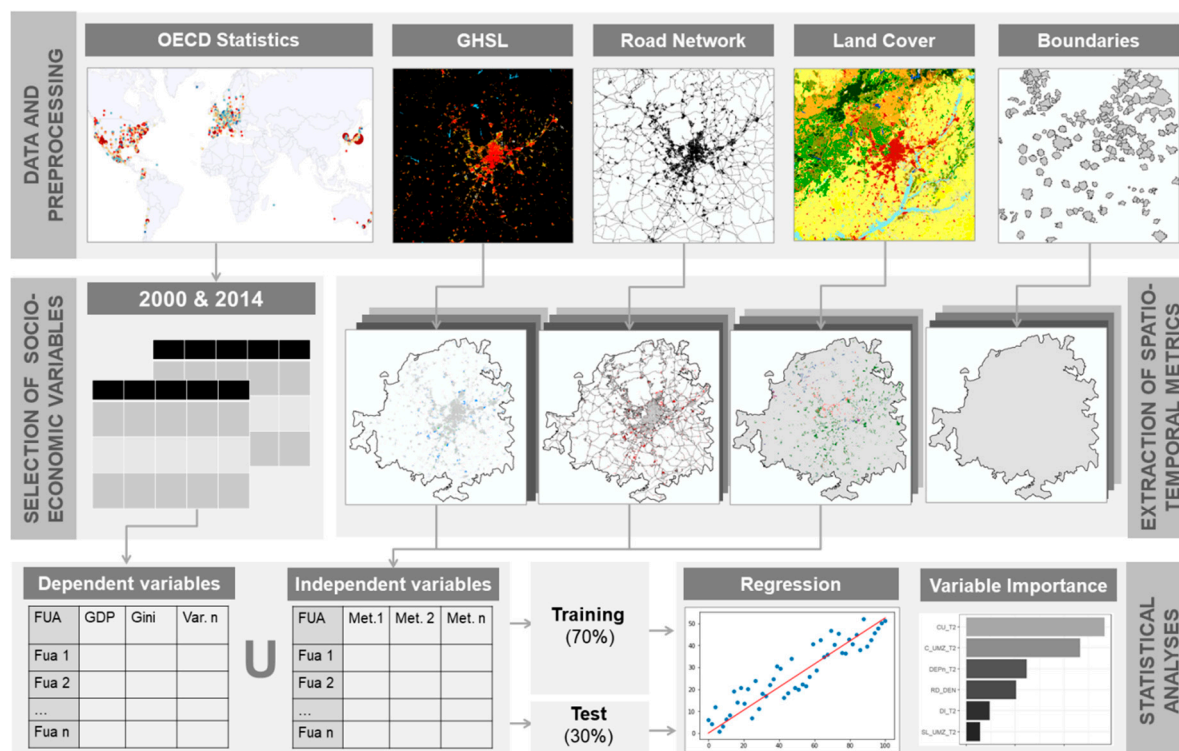 DATA AND
PREPROCESSING
OECD Statistics
GHSL
Road Network
Land Cover
Boundaries
SELECTION OF SOCIO-
ECONOMIC VARIABLES
2000 & 2014
EXTRACTION OF SPATIO-
TEMPORAL METRICS
Dependent variables
FUA GDP Gini Var. n
Fua 1
Fua 2
...
Fua n
U
Independent variables
FUA Met.1 Met. 2 Met. n
Fua 1
Fua 2
...
Fua n
Training
(70%)
Test
(30%)
Regression
50
40
30
20
10
0
0 20 40 60 80 100
Variable Importance
CU_T2
C_UMZ_T2
DEPn_T2
RD_DEN
DI_T2
SL_UMZ_T2
STATISTICAL
ANALYSES